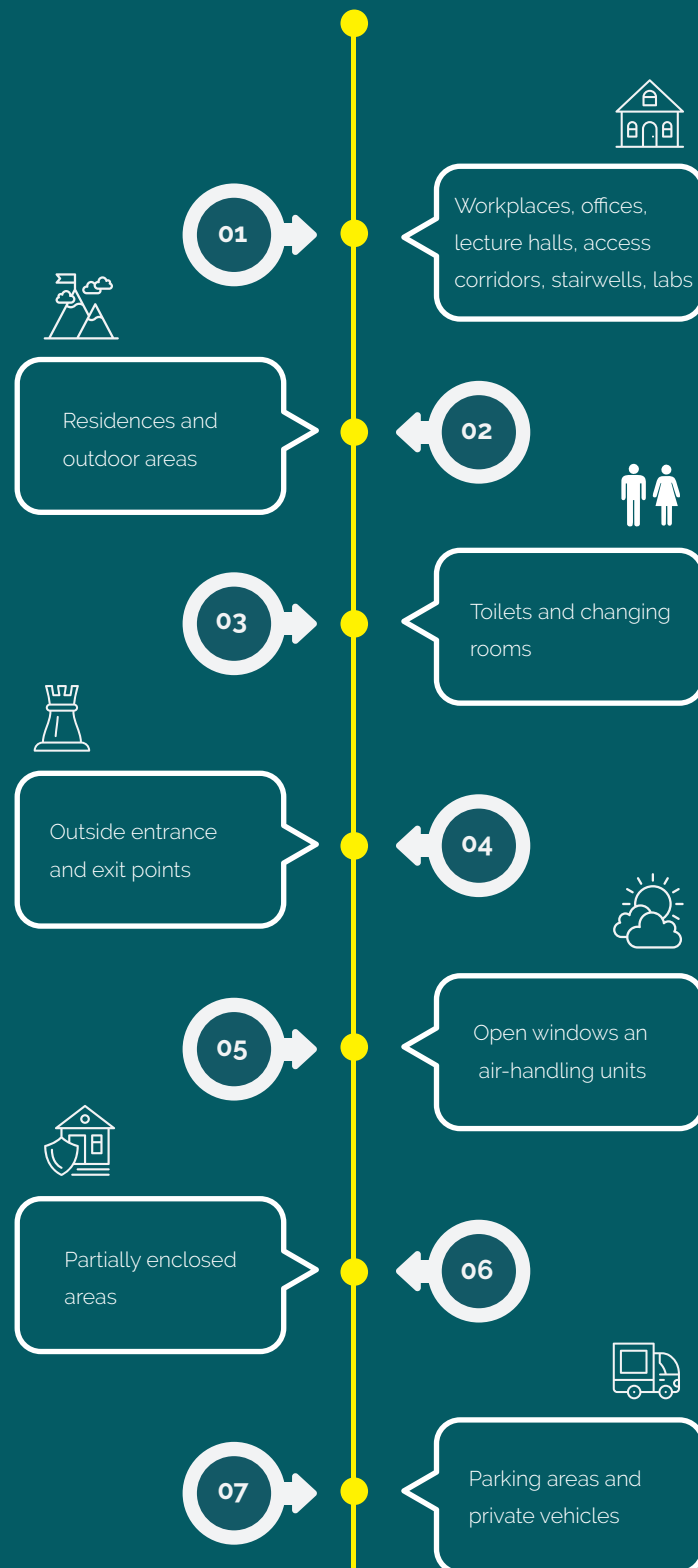 01
Workplaces, offices,
lecture halls, access
corridors, stairwells, labs
02
Residences and
outdoor areas
03
Toilets and changing
rooms
04
Outside entrance
and exit points
05
Open windows an
air-handling units
06
Partially enclosed
areas
07
Parking areas and
private vehicles